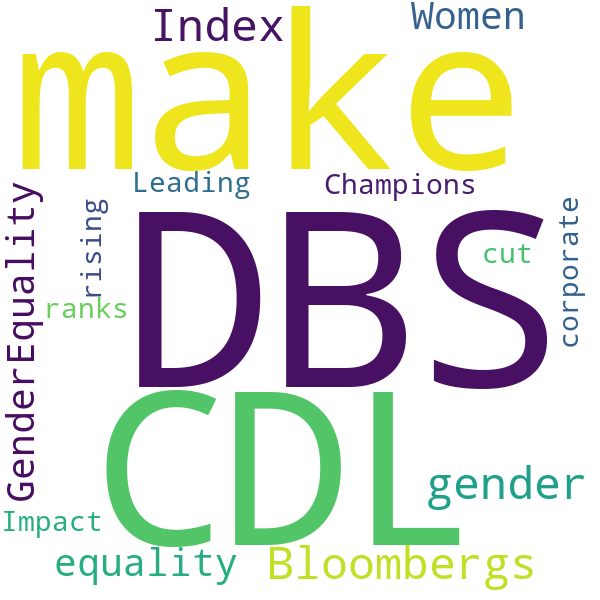 Index
Women
make
Leading
Champions
GenderEquality
rising
ranks
DBS
cut
corporate
CDL
gender
Impact
equality
Bloombergs